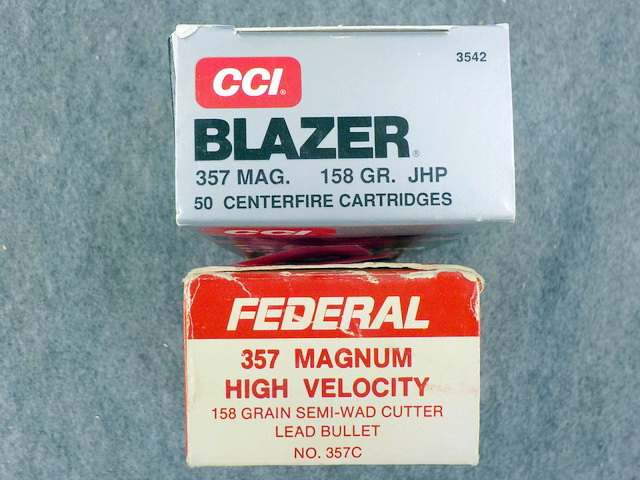 CCI®
3542
BLAZER®
357 MAG. 158 GR. JHP
50 CENTERFIRE CARTRIDGES
CCI
FEDERAL
357 MAGNUM
HIGH VELOCITY
158 GRAIN SEMI-WAD CUTTER
LEAD BULLET
NO. 357C